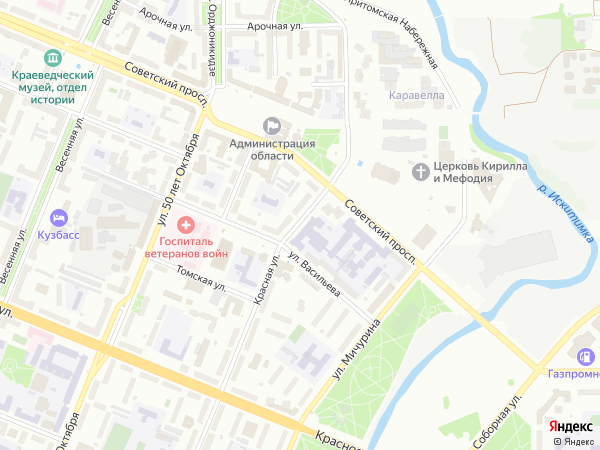 Арочная ул.
Весенняя
Орджоникидзе
Арочная ул.
Притомская Набережная
Краеведческий
музей, отдел
истории
Советский просп.
Каравелла
Весенняя ул.
Администрация
области
ул. 50 лет Октября
Церковь Кирилла
и Мефодия
р. Искитимка
Кузбасс
Госпиталь
ветеранов войн
Советский просп.
Весенняя ул.
Томская ул.
Красная ул.
ул. Васильева
ул.
ул. Мичурина
Газпромн
Соборная ул.
Октября
Красно
Яндекс
© Яндекс